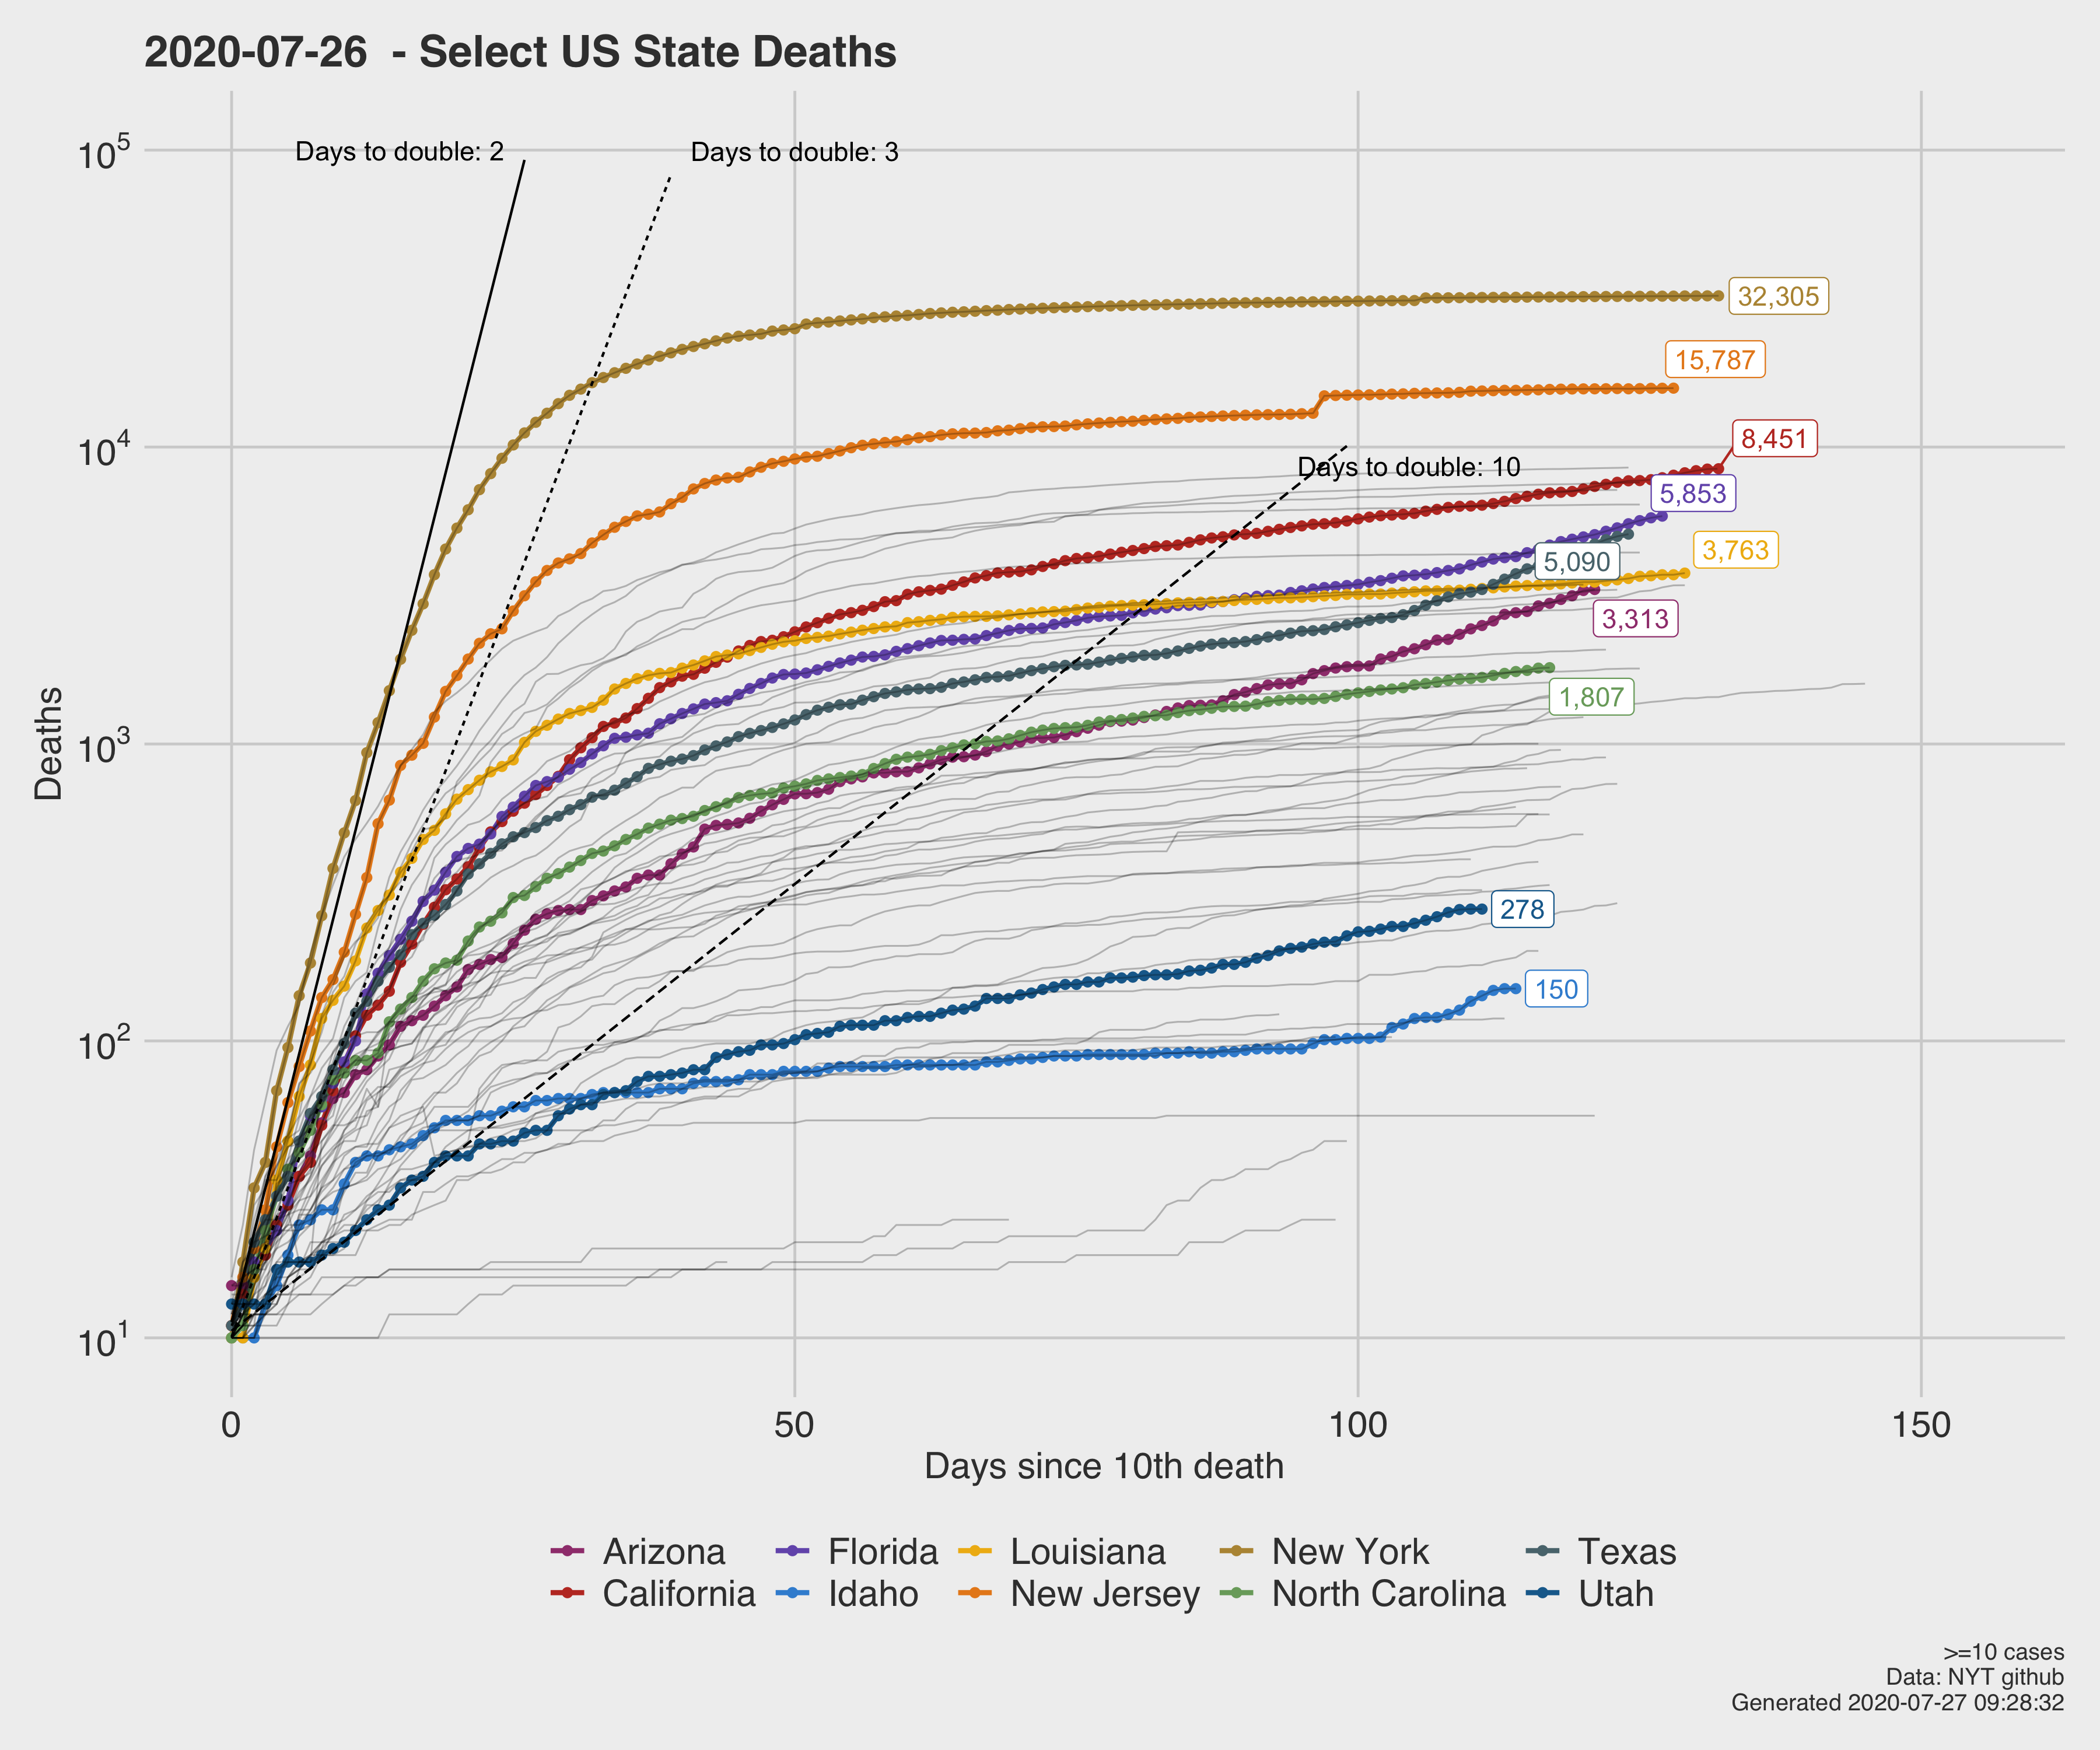 2020-07-26  - Select US State Deaths
Days to double: 2
Days to double: 3
Days to double: 10
10^5
10^4
10^3
10^2
10^1
Deaths
32,305
15,787
8,451
5,853
3,763
5,090
3,313
1,807
278
150
0 50 100 150
Days since 10th death
Arizona Florida Louisiana New York Texas
California Idaho New Jersey North Carolina Utah
>=10 cases
Data: NYT github
Generated 2020-07-27 09:28:32